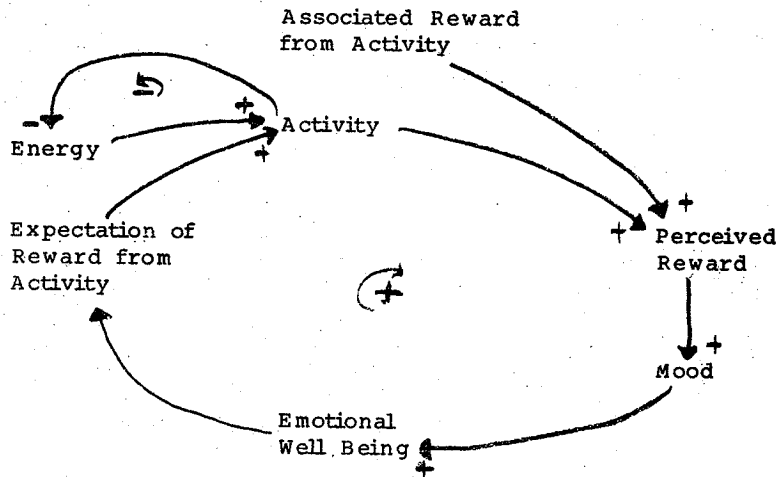 Associated Reward
from Activity
-
+
Activity
-
Energy
+
+
Expectation of
Reward from
Activity
+
+
Perceived
Reward
+
+
Mood
Emotional
Well Being
+